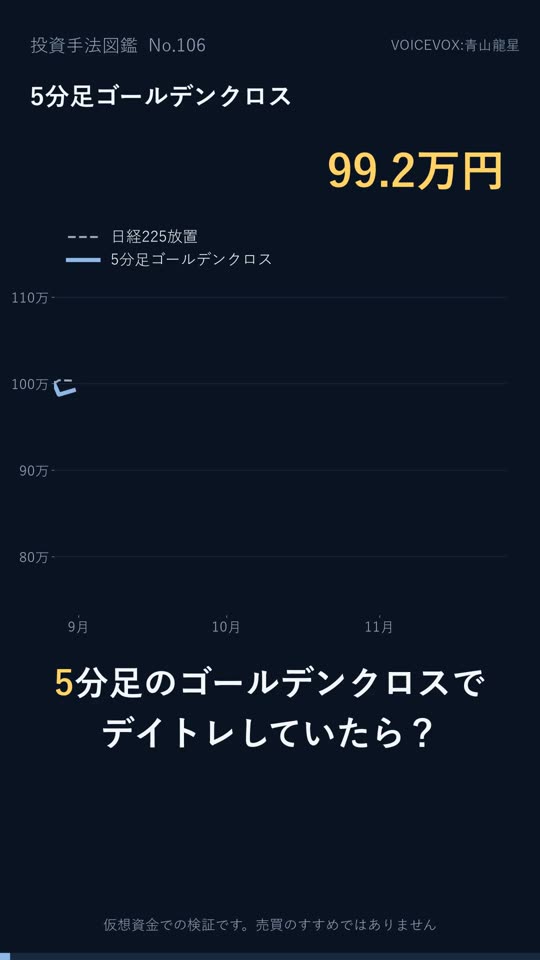 投資手法図鑑 No.106
VOICEVOX:青山龍星
5分足ゴールデンクロス
99.2万円
日経225放置
5分足ゴールデンクロス
110万
100万
90万
80万
9月
10月
11月
5分足のゴールデンクロスで
デイトレしていたら？
仮想資金での検証です。売買のすすめではありません